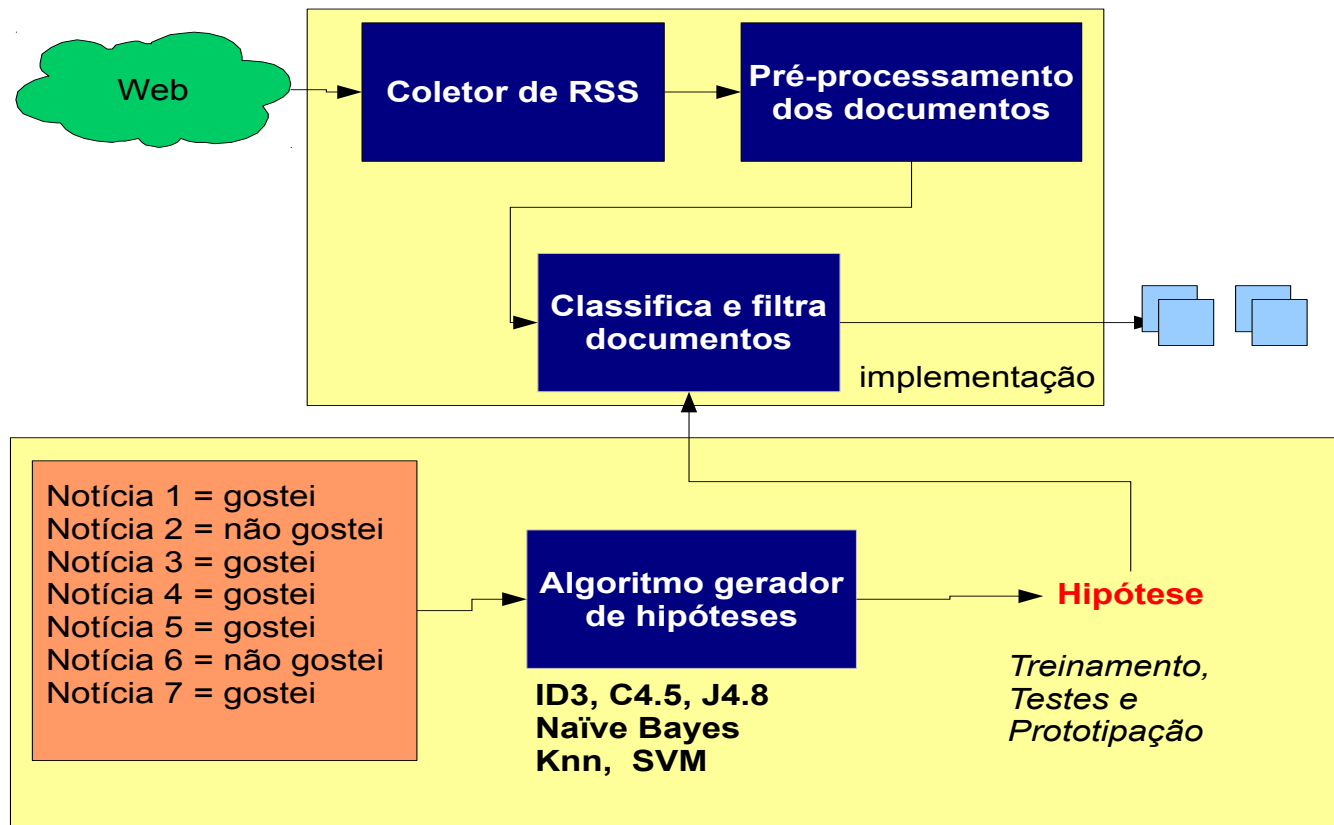 Web
Coletor de RSS
Pré-processamento
dos documentos
Classifica e filtra
documentos
implementação
Notícia 1 = gostei
Notícia 2 = não gostei
Notícia 3 = gostei
Notícia 4 = gostei
Notícia 5 = gostei
Notícia 6 = não gostei
Notícia 7 = gostei
Algoritmo gerador
de hipóteses
ID3, C4.5, J4.8
Naïve Bayes
Knn, SVM
Hipótese
Treinamento,
Testes e
Prototipação